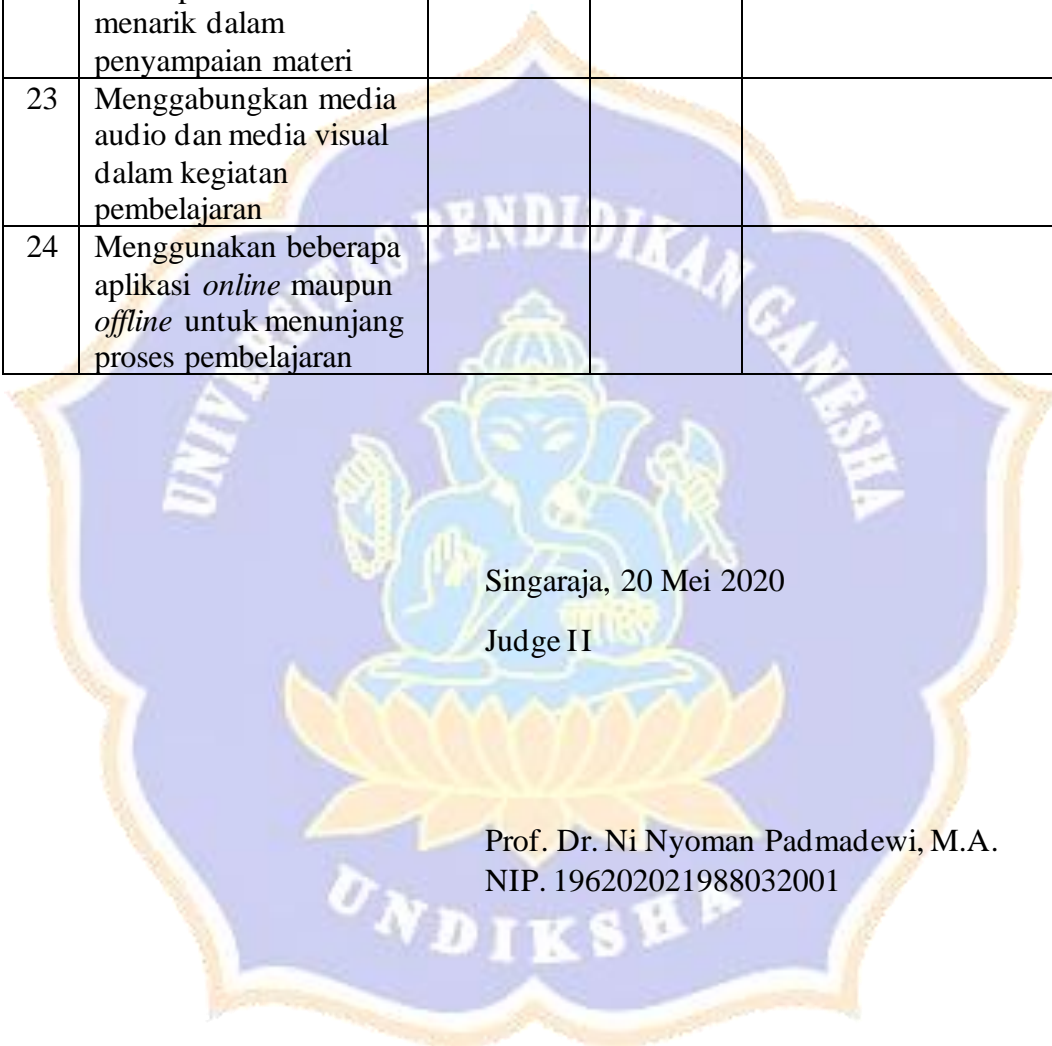 menarik dalam
penyampaian materi
23 Menggabungkan media
audio dan media visual
dalam kegiatan
pembelajaran
24 Menggunakan beberapa
aplikasi online maupun
offline untuk menunjang
proses pembelajaran
UNIVERSITAS PENDIDIKAN GANESHA
Singaraja, 20 Mei 2020
Judge II
Prof. Dr. Ni Nyoman Padmadewi, M.A.
NIP. 196202021988032001
UNDIKSHA